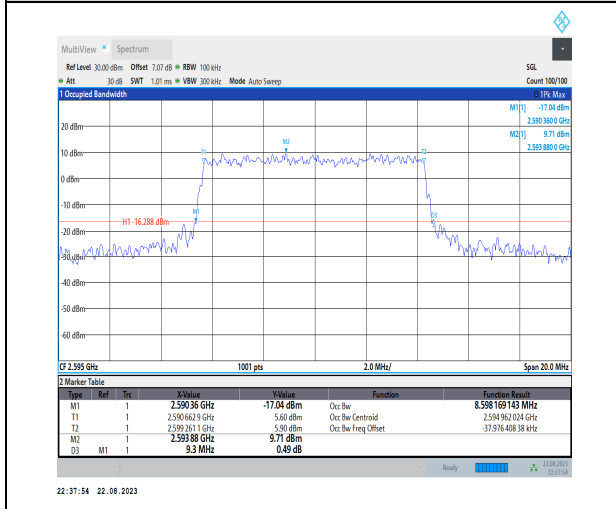 MultiView Spectrum
Ref Level 30.00 dBm Offset 7.07 dB RBW 100 kHz SGL
Att 30 dB SWT 1.01 ms VBW 300 kHz Mode Auto Sweep Count 100/100
1 Occupied Bandwidth 1Pk Max
M1[1] -17.04 dBm
2.590 360 0 GHz
M2[1] 9.71 dBm
2.593 880 0 GHz
20 dBm
M2
T1 T2
10 dBm
0 dBm
-10 dBm
M1
D3
H1 -16.288 dBm
-20 dBm
-30 dBm
-40 dBm
-50 dBm
-60 dBm
CF 2.595 GHz 1001 pts 2.0 MHz/ Span 20.0 MHz
2 Marker Table
Type Ref Trc X-Value Y-Value Function Function Result
M1 1 2.590 36 GHz -17.04 dBm Occ Bw 8.598 169 143 MHz
T1 1 2.590 662 9 GHz 5.60 dBm Occ Bw Centroid 2.594 962 024 GHz
T2 1 2.599 261 1 GHz 5.90 dBm Occ Bw Freq Offset -37.976 408 38 kHz
M2 1 2.593 88 GHz 9.71 dBm
D3 M1 1 9.3 MHz 0.49 dB
Ready 22.08.2023
22:37:54
22:37:54 22.08.2023